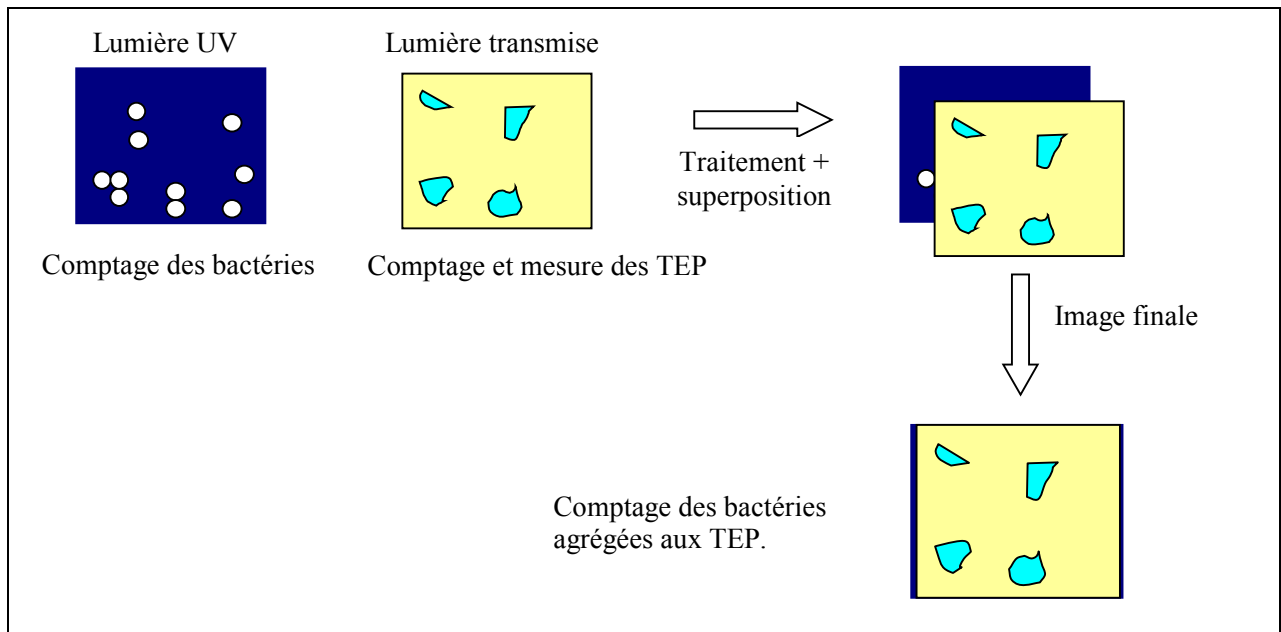 Lumière UV
Lumière transmise
Traitement +
superposition
Comptage des bactéries
Comptage et mesure des TEP
Image finale
Comptage des bactéries
agrégées aux TEP.